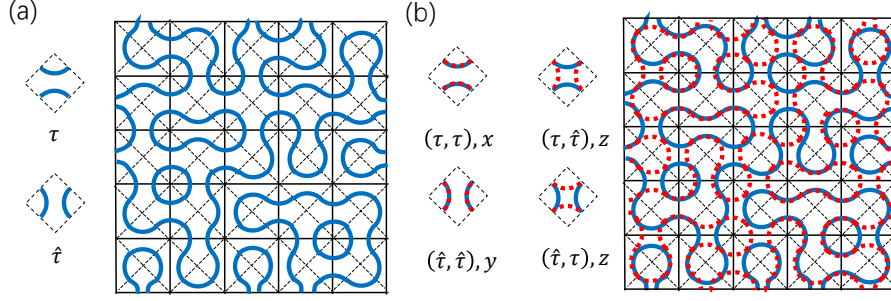 (a)
τ
τ̂
(b)
(τ, τ), x
(τ, τ̂), z
(τ̂, τ̂), y
(τ̂, τ), z